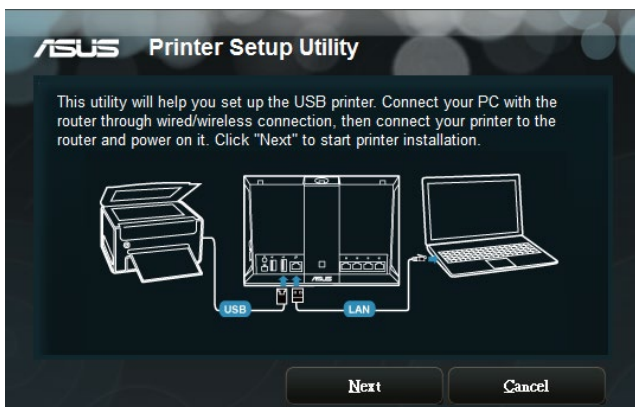 ASUS Printer Setup Utility
This utility will help you set up the USB printer. Connect your PC with the
router through wired/wireless connection, then connect your printer to the
router and power on it. Click "Next" to start printer installation.
ASUS
USB
LAN
Next
Cancel